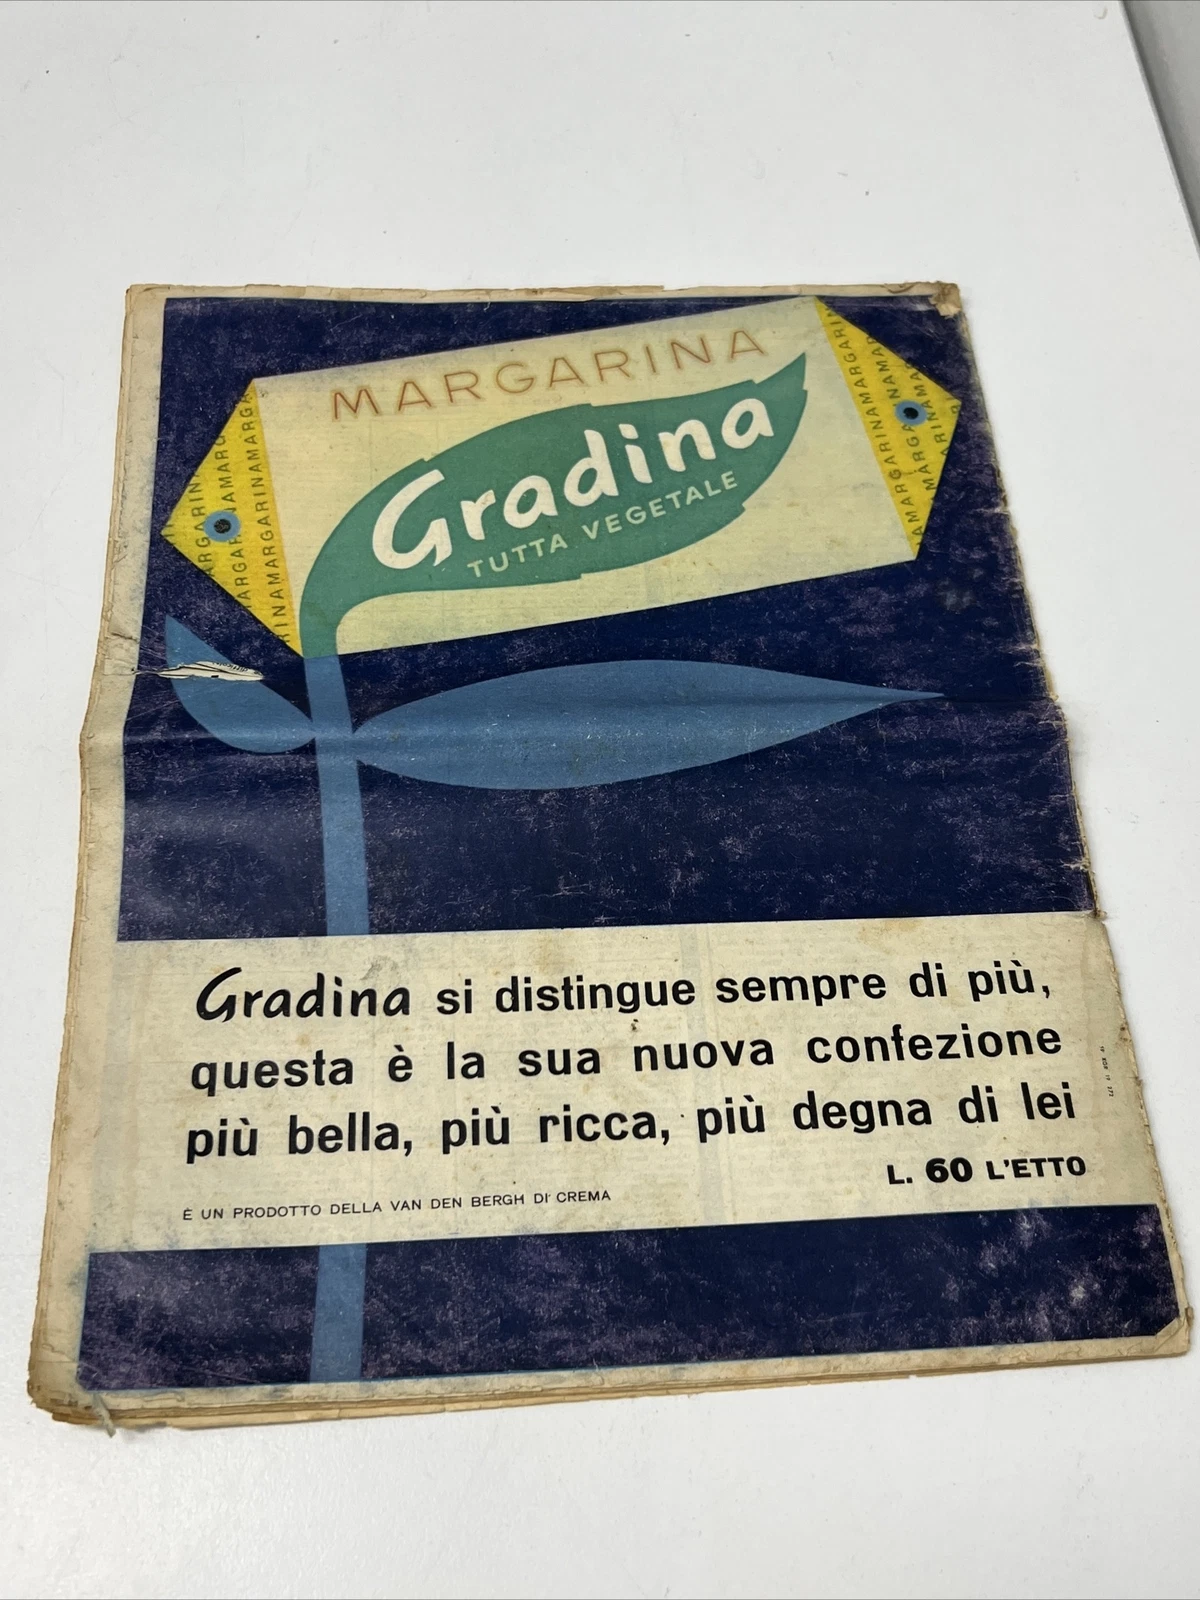 MARGARINA
Gradina
TUTTA VEGETALE
Gradina si distingue sempre di più,
questa è la sua nuova confezione
più bella, più ricca, più degna di lei
L. 60 L'ETTO
È UN PRODOTTO DELLA VAN DEN BERGH DI CREMA